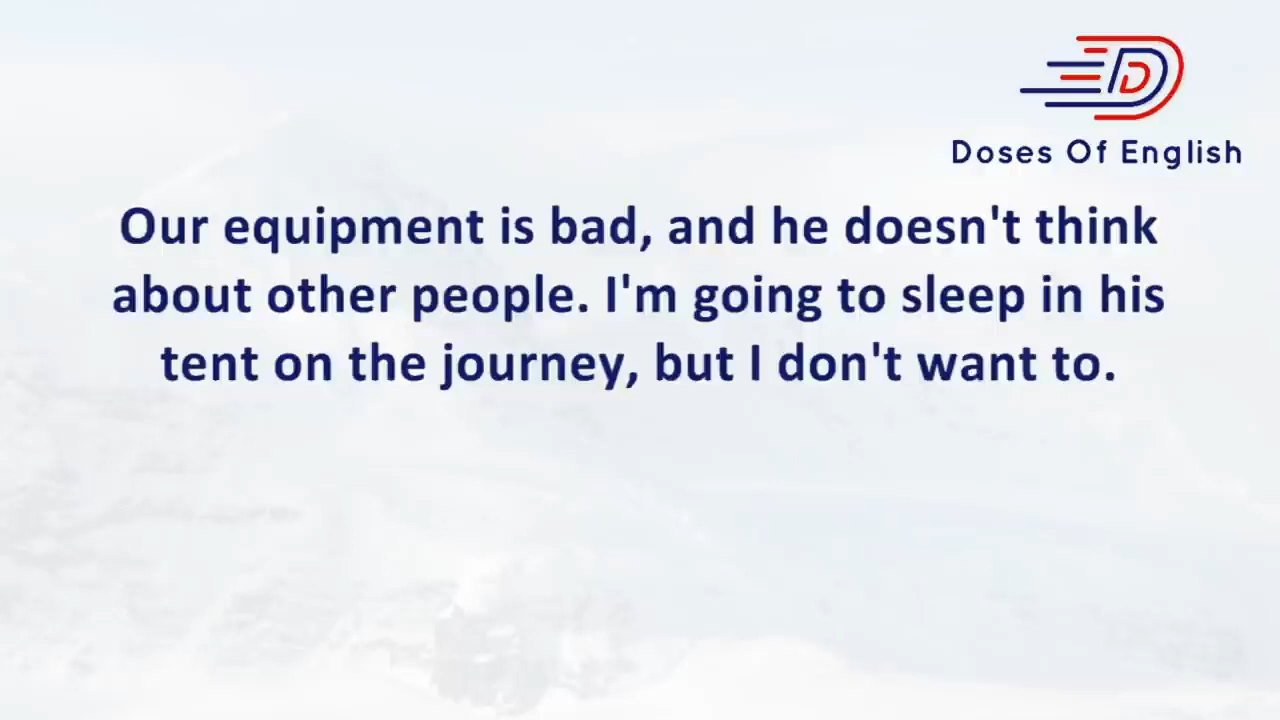 Doses Of English
Our equipment is bad, and he doesn't think
about other people. I'm going to sleep in his
tent on the journey, but I don't want to.